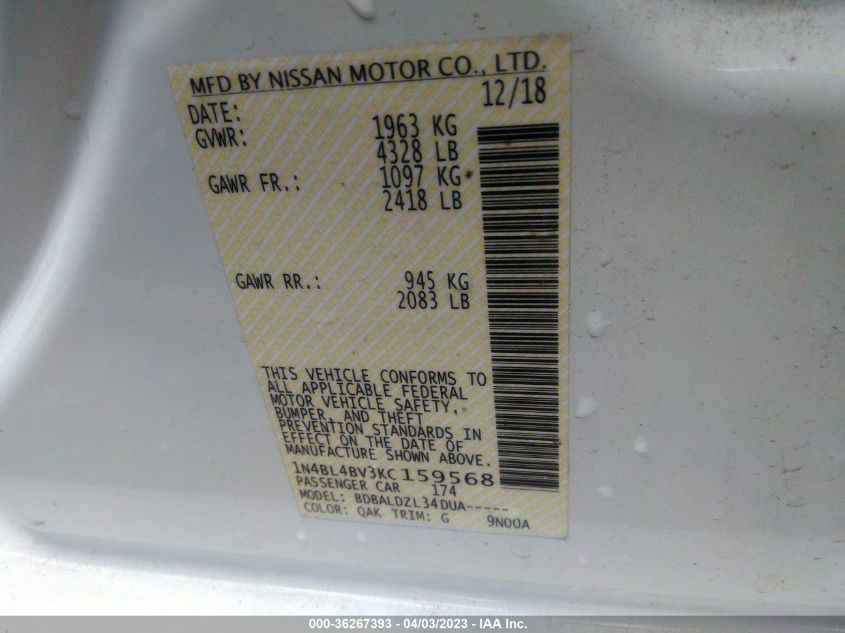 MFD BY NISSAN MOTOR CO., LTD.
DATE: 12/18
GVWR: 1963 KG
4328 LB
GAWR FR.: 1097 KG
2418 LB
GAWR RR.: 945 KG
2083 LB
THIS VEHICLE CONFORMS TO
ALL APPLICABLE FEDERAL
MOTOR VEHICLE SAFETY,
BUMPER, AND THEFT
PREVENTION STANDARDS IN
EFFECT ON THE DATE OF
MANUFACTURE SHOWN ABOVE.
1N4BL4BV3KC159568
PASSENGER CAR 174
MODEL: BDBALDZL34DUA-----
COLOR: QAK TRIM: G 9N00A
000-36267393 - 04/03/2023 - IAA Inc.